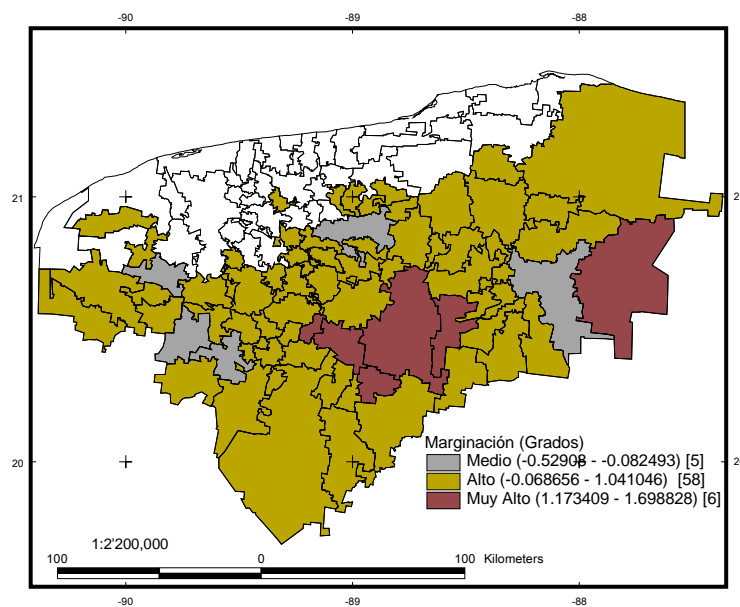 -90 -89 -88
21 2
20 2
Marginación (Grados)
Medio (-0.52908 - -0.082493) [5]
Alto (-0.068656 - 1.041046) [58]
Muy Alto (1.173409 - 1.698828) [6]
1:2'200,000
100 0 100 Kilometers
-90 -89 -88